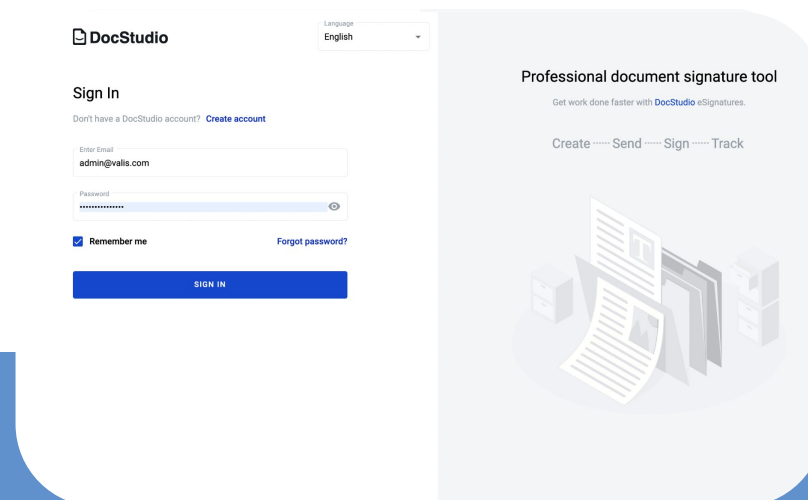 DocStudio
Language
English
Sign In
Don't have a DocStudio account? Create account
Enter Email
admin@valis.com
Password
•••••••••••••••
Remember me
Forgot password?
SIGN IN
Professional document signature tool
Get work done faster with DocStudio eSignatures.
Create ······ Send ······ Sign ······ Track
T
M